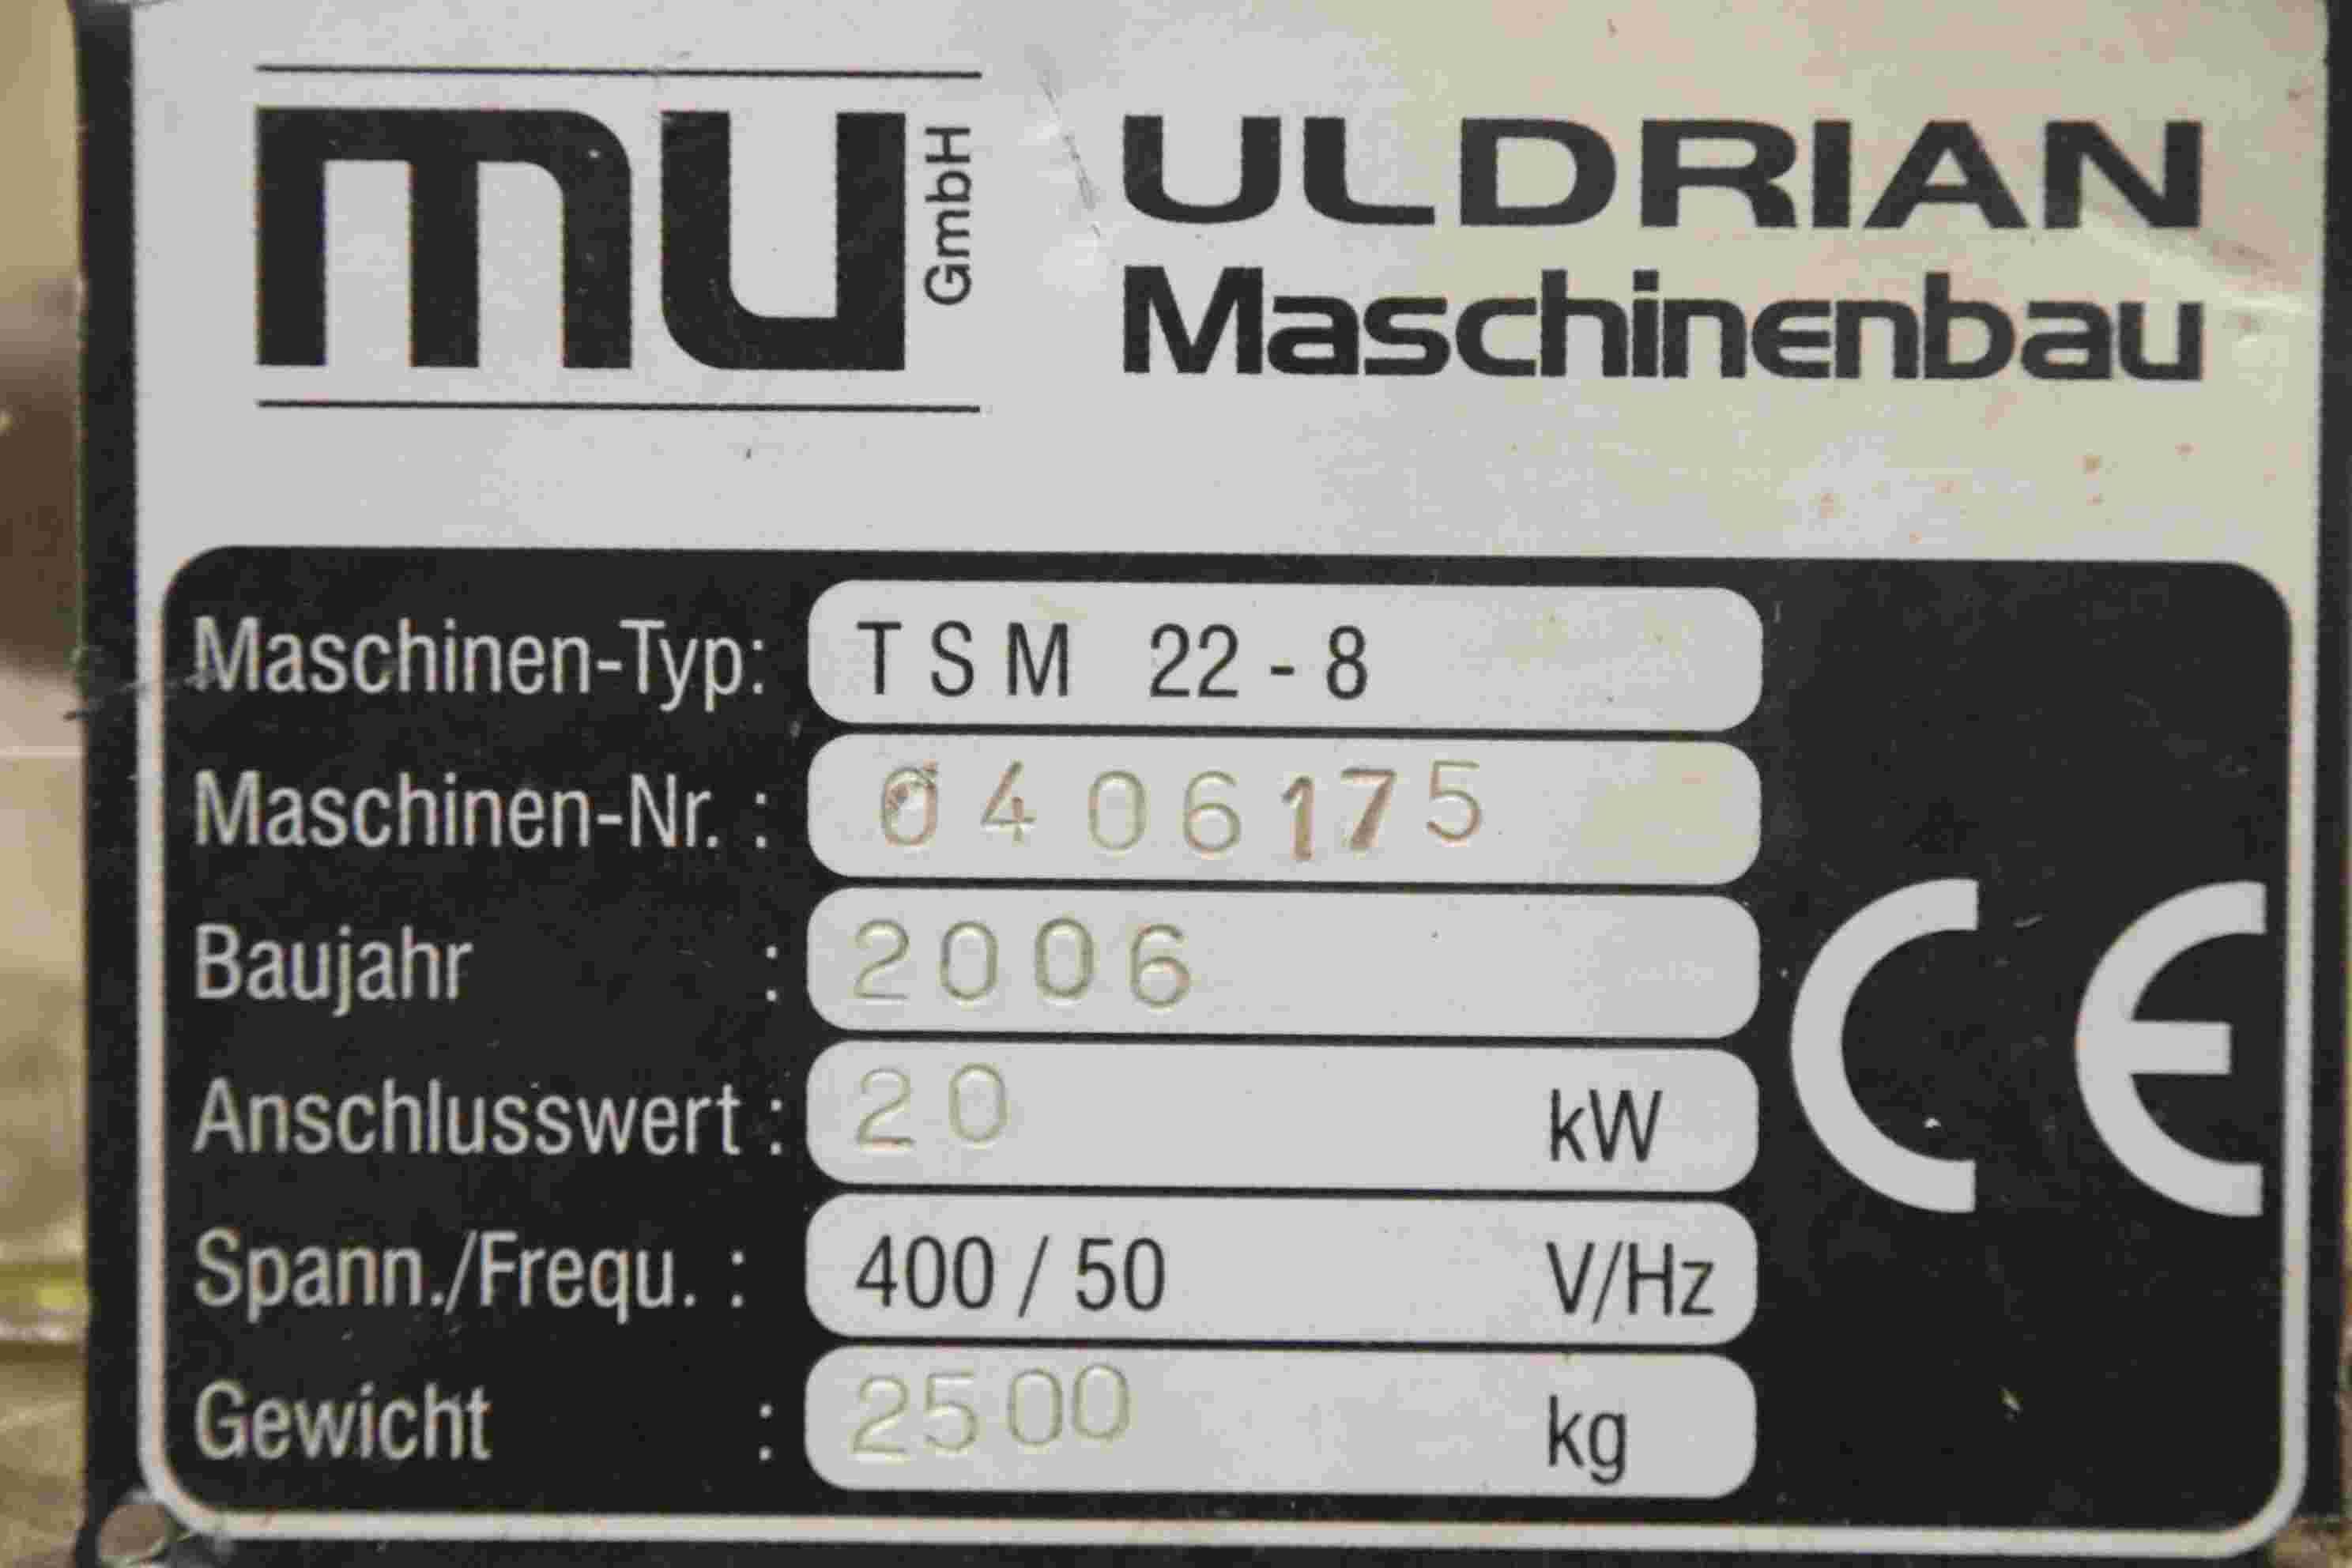 mu GmbH ULDRIAN
Maschinenbau
Maschinen-Typ: TSM 22-8
Maschinen-Nr. : 0406175
Baujahr : 2006
Anschlusswert : 20 kW
Spann./Frequ. : 400 / 50 V/Hz
Gewicht : 2500 kg
CE